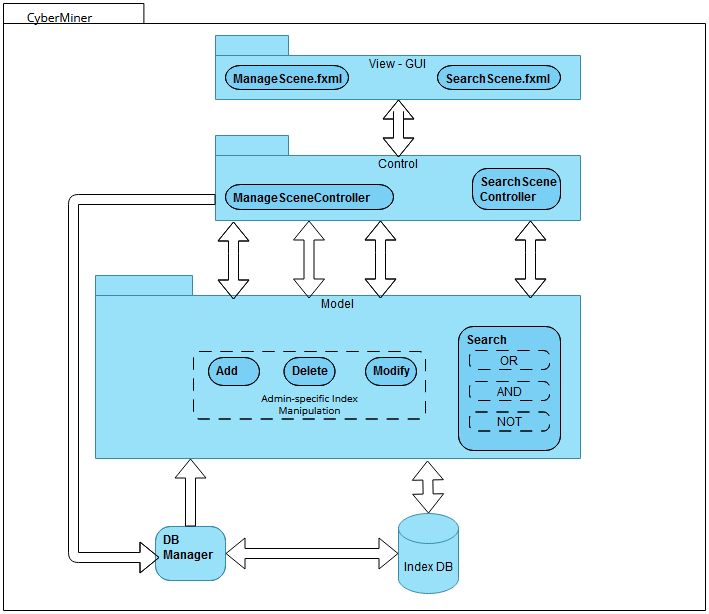 CyberMiner
View - GUI
ManageScene.fxml
SearchScene.fxml
Control
ManageSceneController
SearchScene
Controller
Model
Search
OR
AND
NOT
Add
Delete
Modify
Admin-specific Index
Manipulation
DB
Manager
Index DB